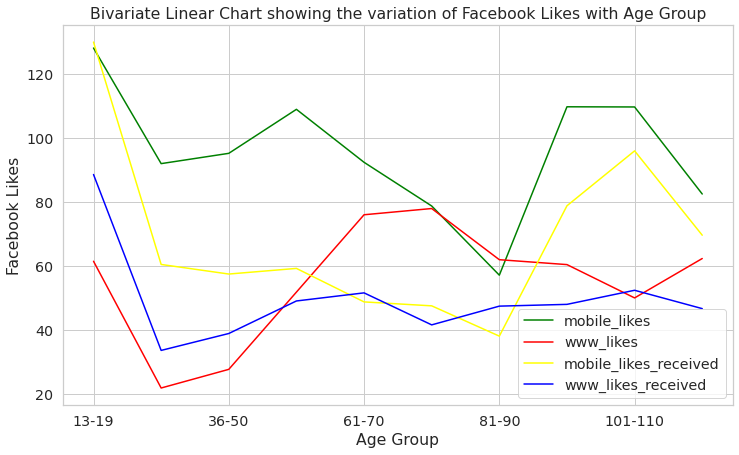 Bivariate Linear Chart showing the variation of Facebook Likes with Age Group
120
100
80
60
40
20
Facebook Likes
mobile_likes
www_likes
mobile_likes_received
www_likes_received
13-19 36-50 61-70 81-90 101-110
Age Group